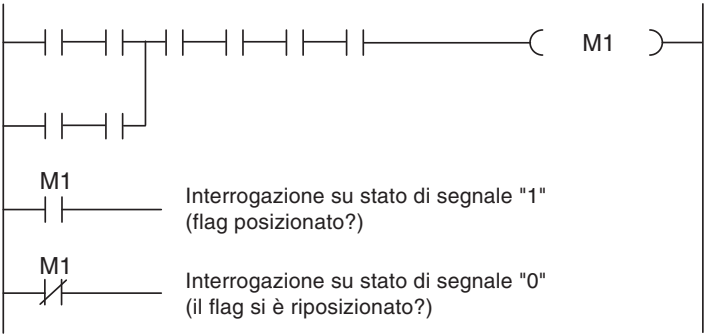 M1
M1
Interrogazione su stato di segnale "1"
(flag posizionato?)
M1
Interrogazione su stato di segnale "0"
(il flag si è riposizionato?)